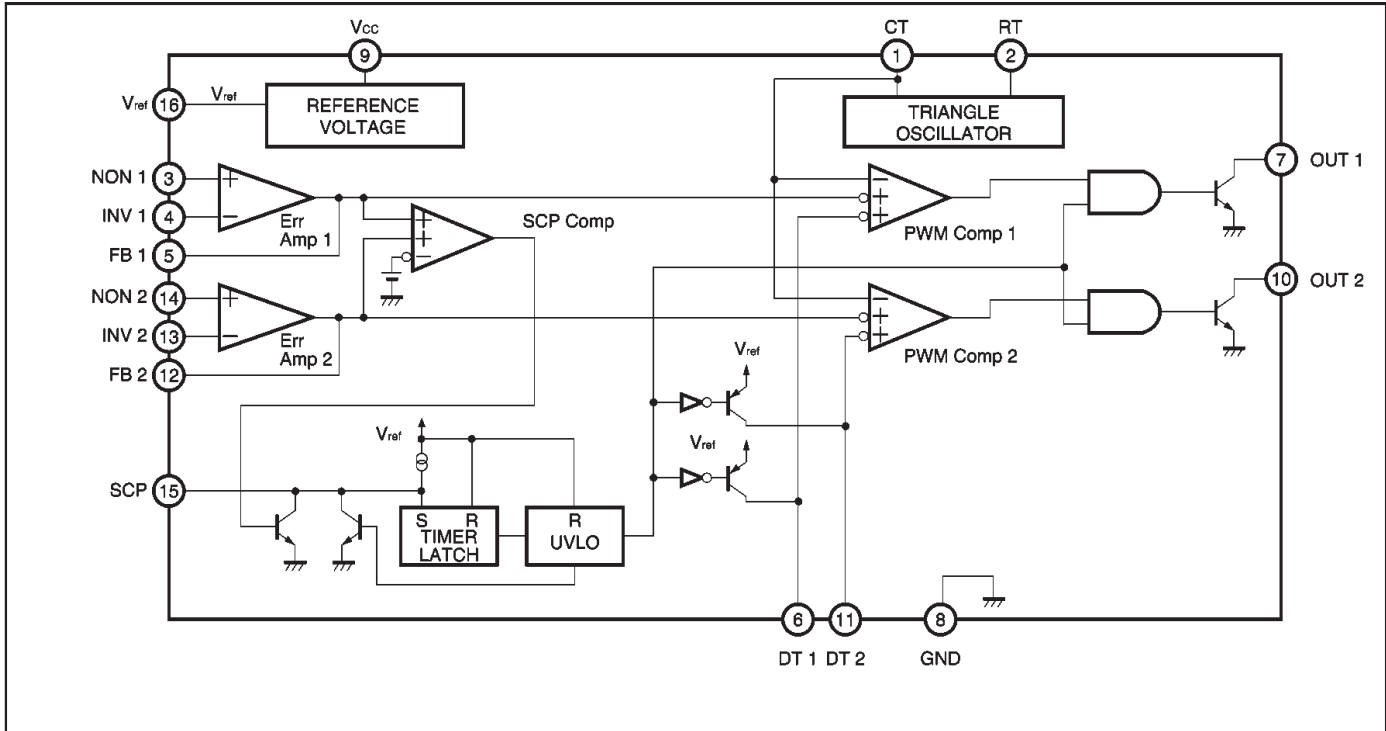 Vcc
CT
RT
9
1
2
Vref 16 Vref
REFERENCE
VOLTAGE
TRIANGLE
OSCILLATOR
NON 1 3
+
INV 1 4
−
Err
Amp 1
FB 1 5
+
+
−
SCP Comp
−
+
+
PWM Comp 1
7 OUT 1
NON 2 14
+
INV 2 13
−
Err
Amp 2
FB 2 12
−
+
+
PWM Comp 2
10 OUT 2
Vref
Vref
Vref
SCP 15
S R
TIMER
LATCH
R
UVLO
6
11
8
DT 1
DT 2
GND